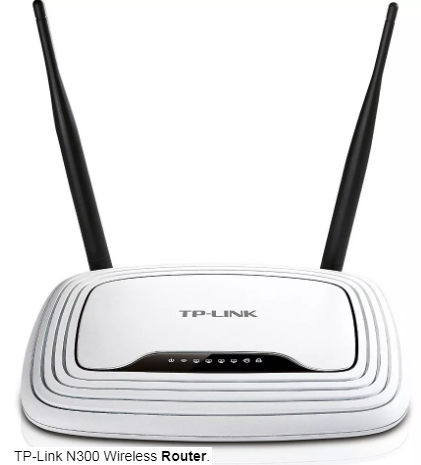 TP-LINK
TP-Link N300 Wireless Router.